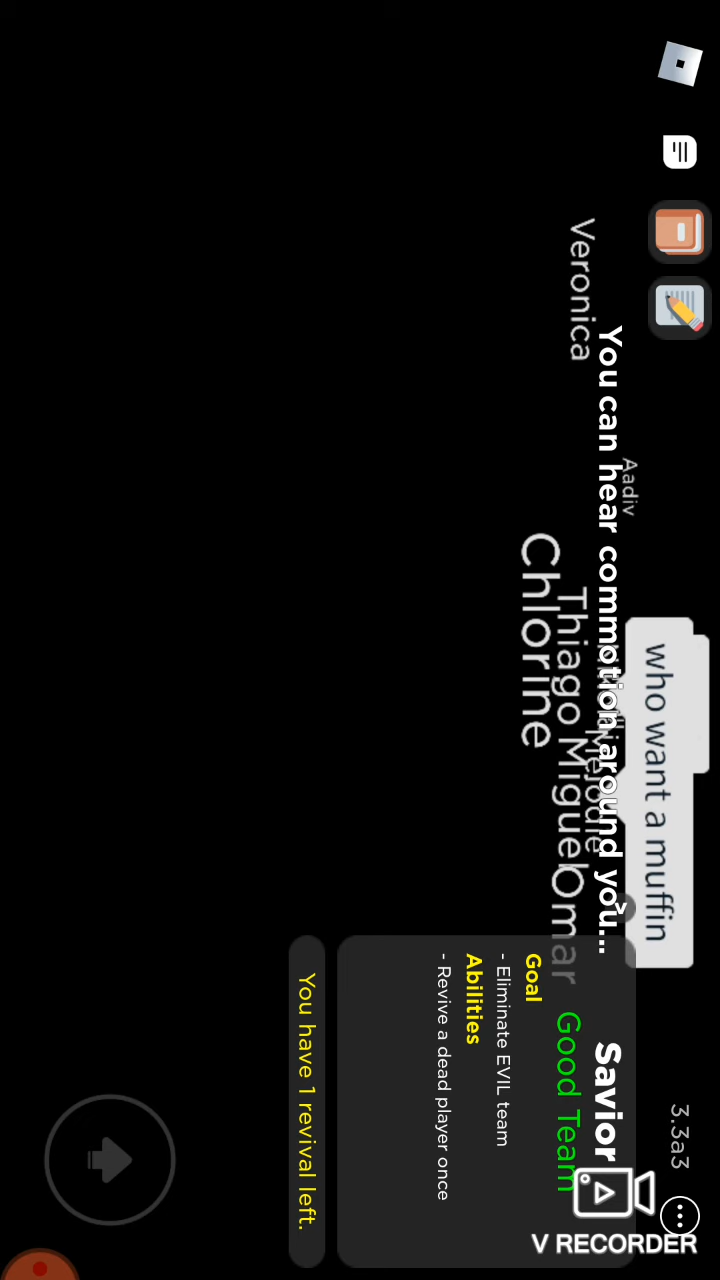 3.3a3
who want a muffin
Aadiv
You can hear commotion around you...
Veronica
Melodie
Thiago
Miguel
Omar
Chlorine
Savior
Good Team
Goal
- Eliminate EVIL team
Abilities
- Revive a dead player once
You have 1 revival left.
V RECORDER